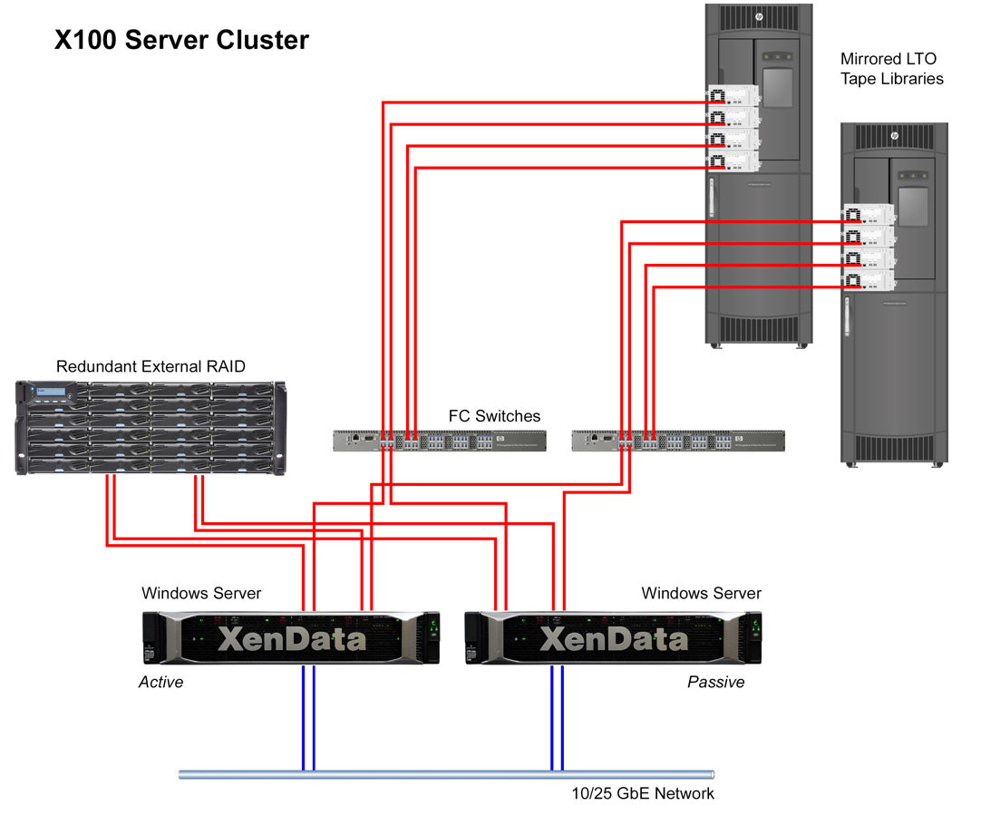 X100 Server Cluster
Mirrored LTO
Tape Libraries
Redundant External RAID
FC Switches
Windows Server
Windows Server
XenData
XenData
Active
Passive
10/25 GbE Network